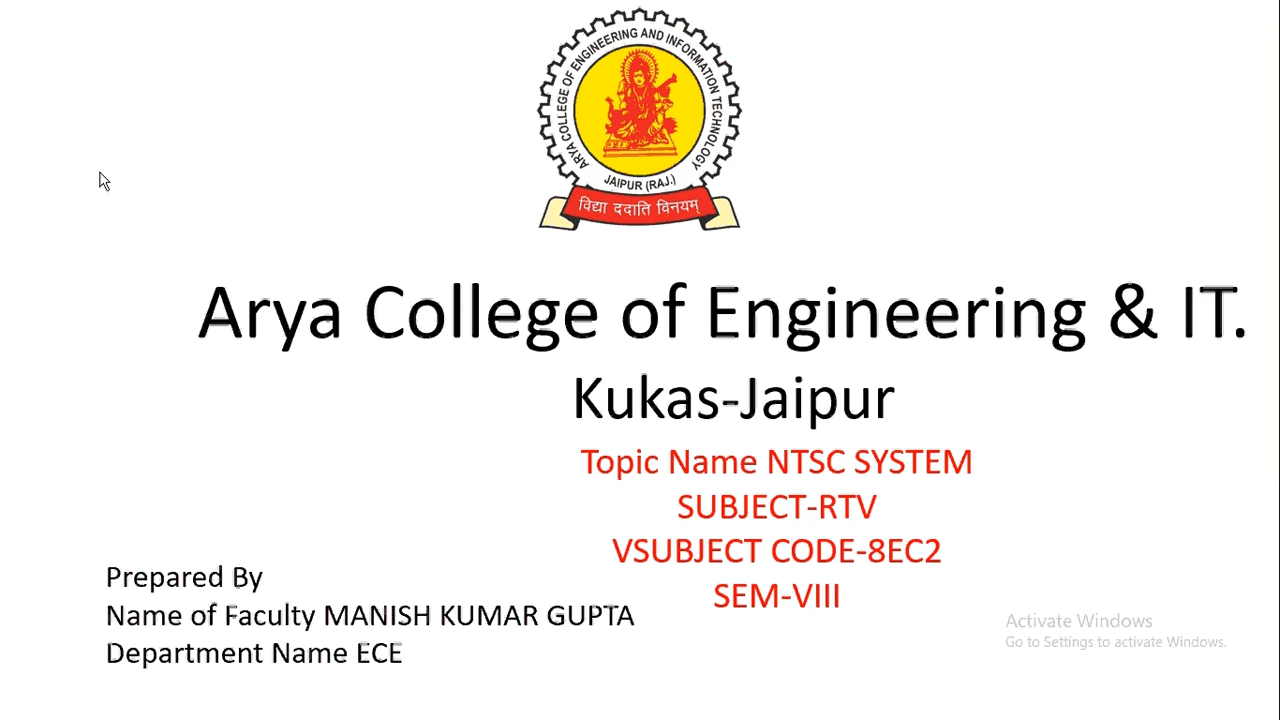 ARYA COLLEGE OF ENGINEERING AND INFORMATION TECHNOLOGY
JAIPUR (RAJ.)
विद्या ददाति विनयम्
Arya College of Engineering & IT.
Kukas-Jaipur
Topic Name NTSC SYSTEM
SUBJECT-RTV
VSUBJECT CODE-8EC2
SEM-VIII
Prepared By
Name of Faculty MANISH KUMAR GUPTA
Department Name ECE
Activate Windows
Go to Settings to activate Windows.